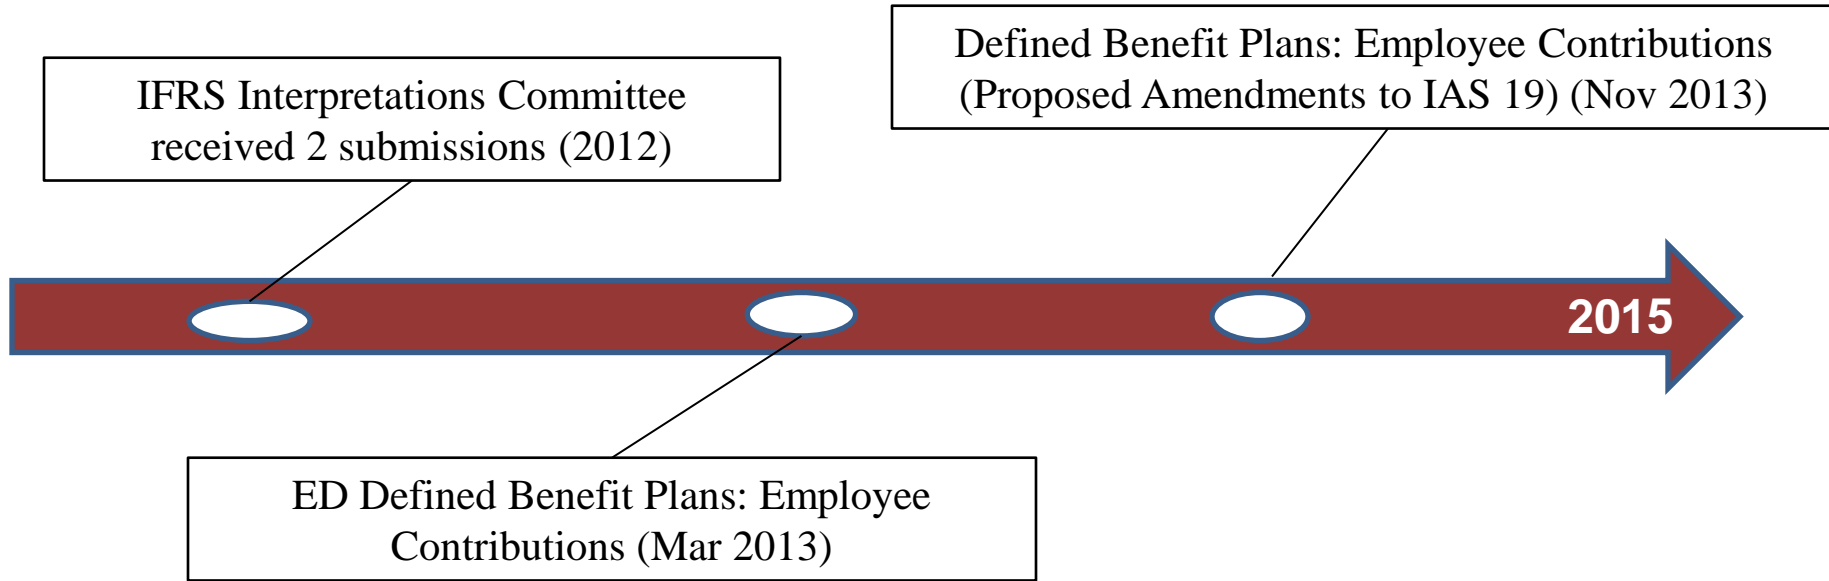 IFRS Interpretations Committee
received 2 submissions (2012)
Defined Benefit Plans: Employee Contributions
(Proposed Amendments to IAS 19) (Nov 2013)
2015
ED Defined Benefit Plans: Employee
Contributions (Mar 2013)